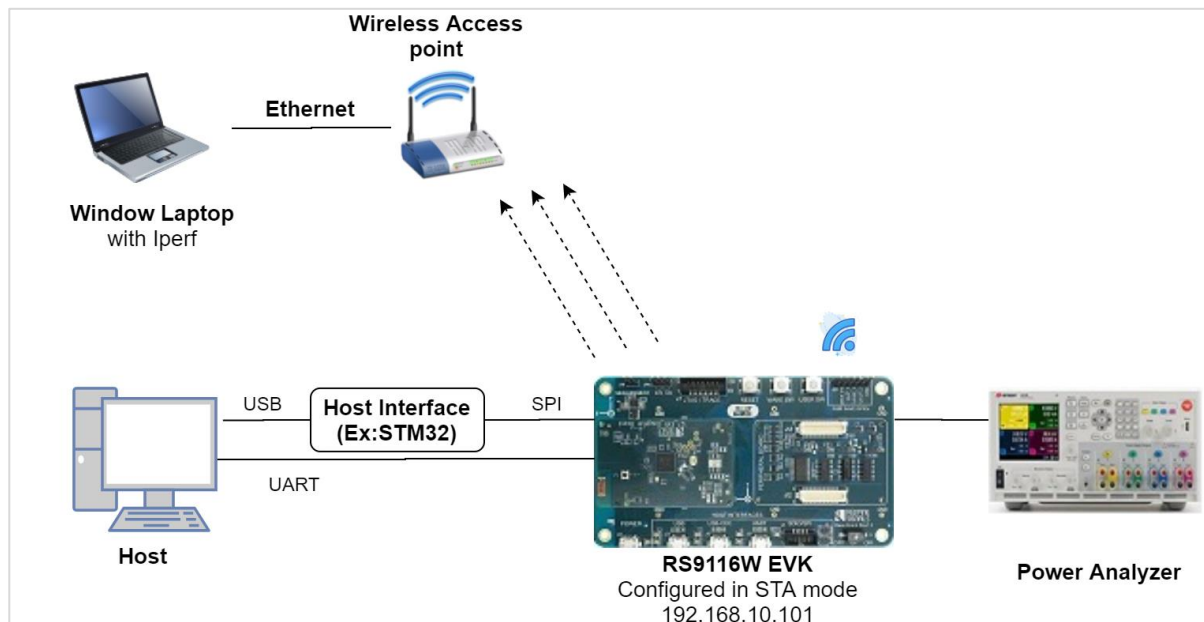 Wireless Access
point
Ethernet
Window Laptop
with Iperf
USB
Host Interface
(Ex:STM32)
SPI
UART
Host
RS9116W EVK
Configured in STA mode
192.168.10.101
Power Analyzer